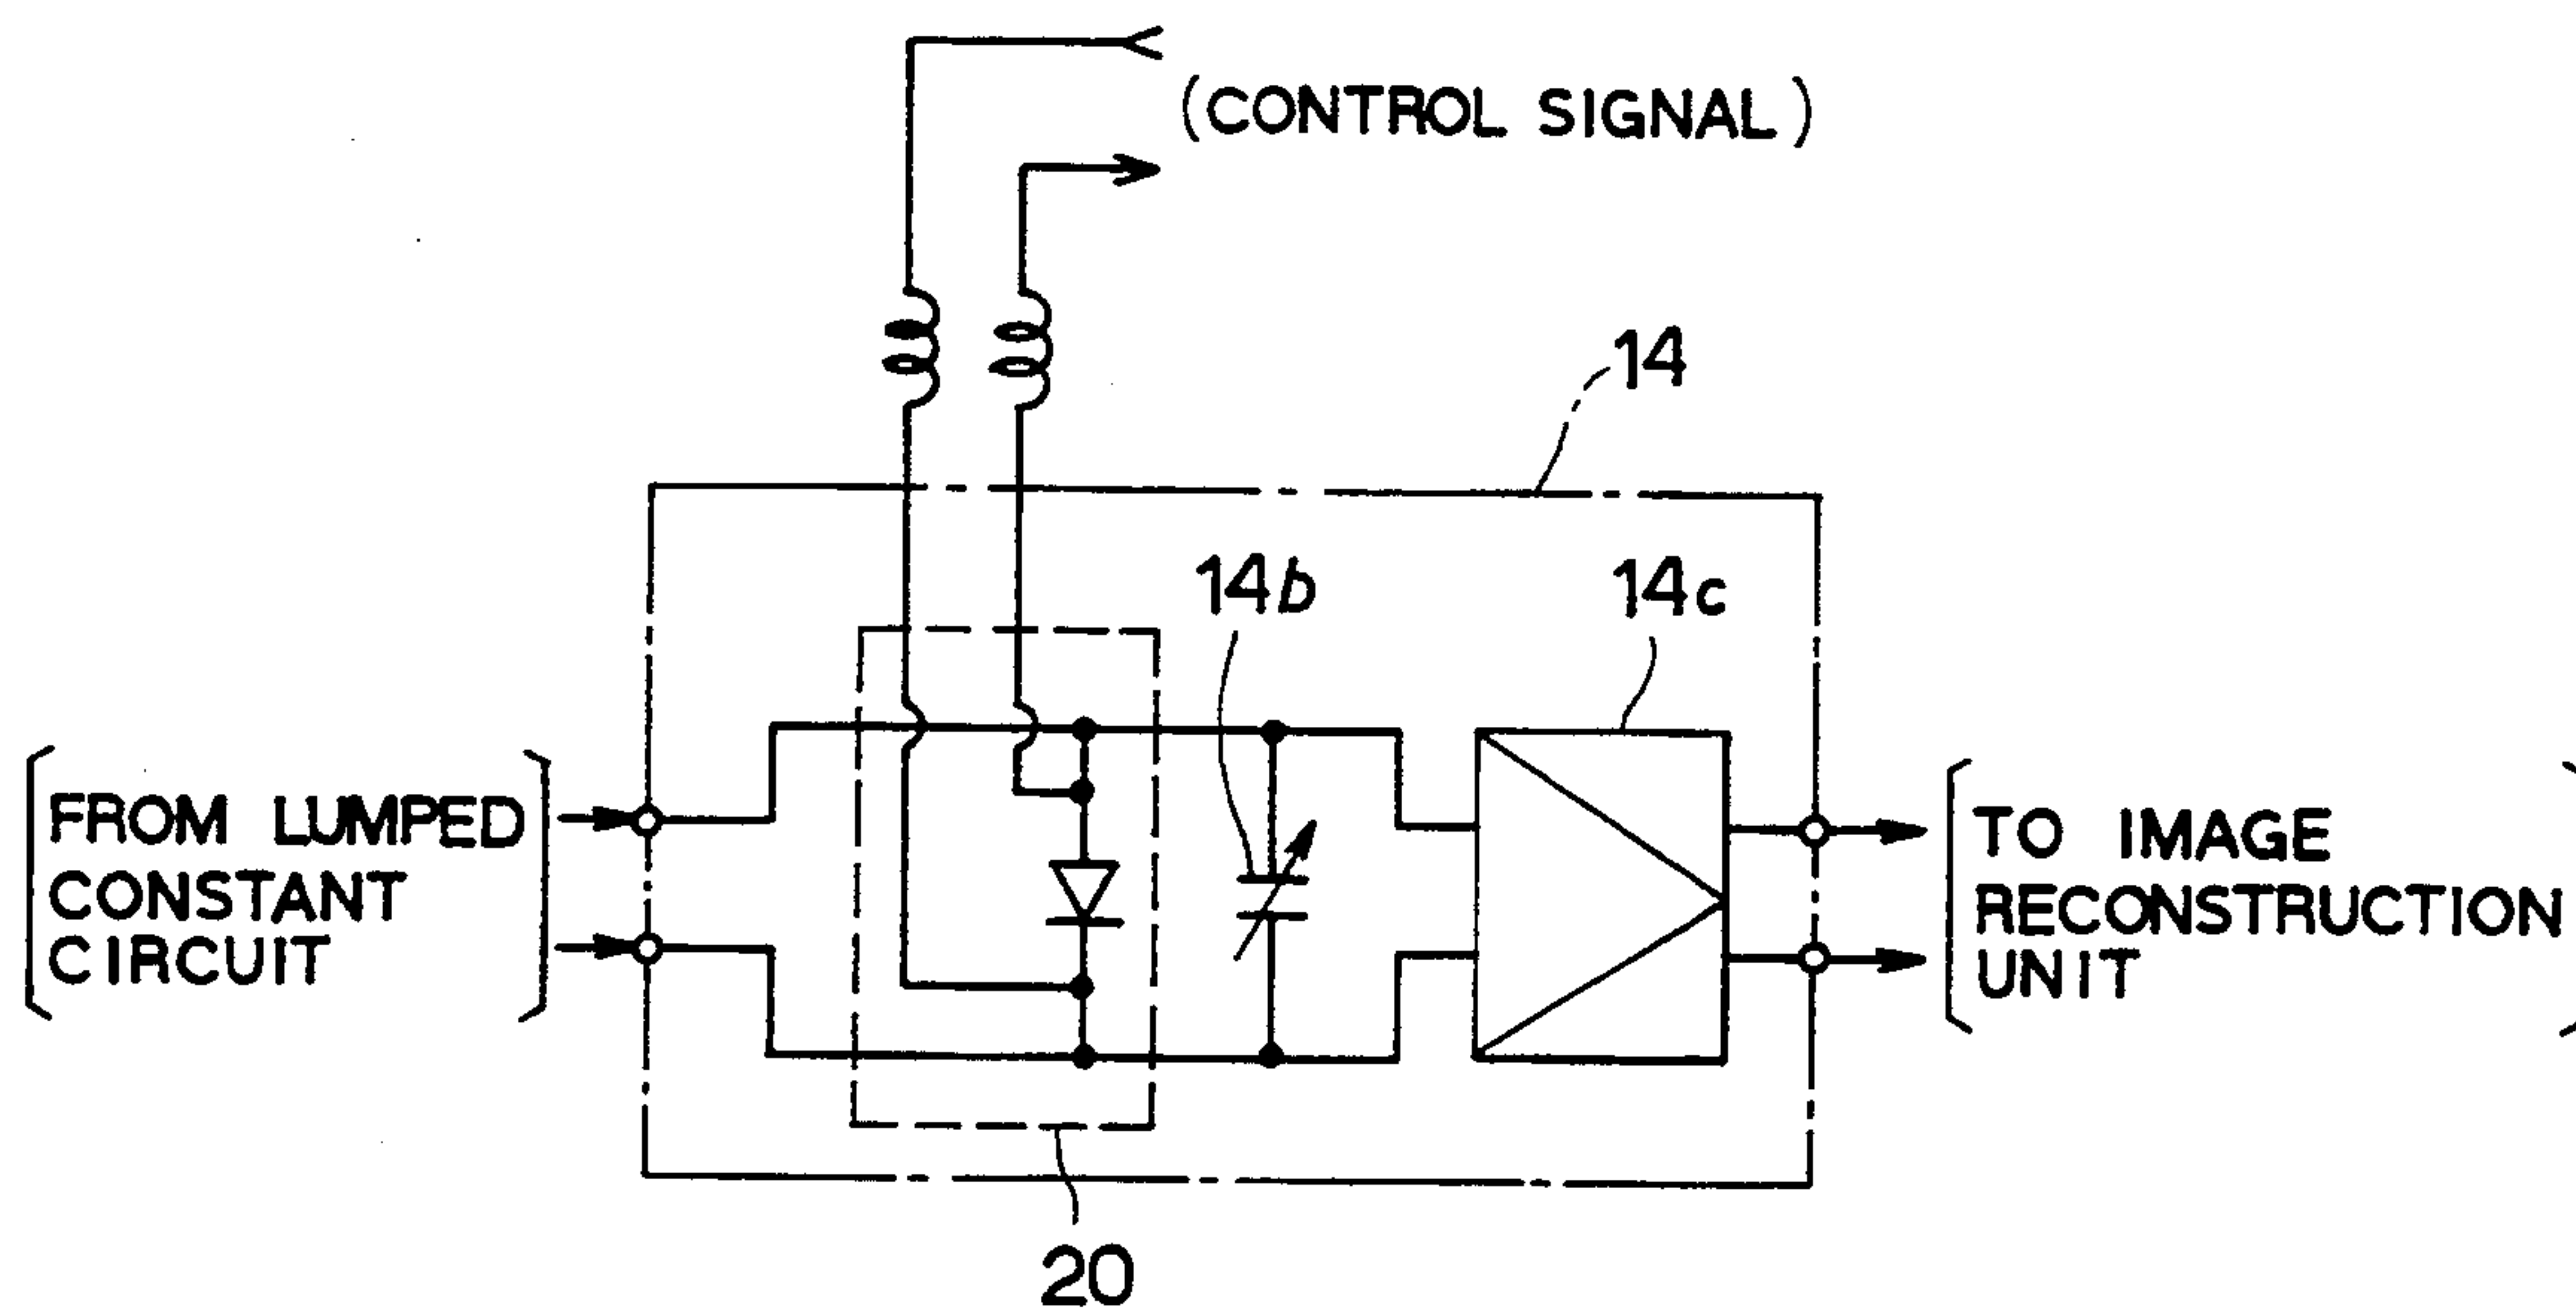 (CONTROL SIGNAL)
14
14b
14c
FROM LUMPED
CONSTANT
CIRCUIT
TO IMAGE
RECONSTRUCTION
UNIT
20